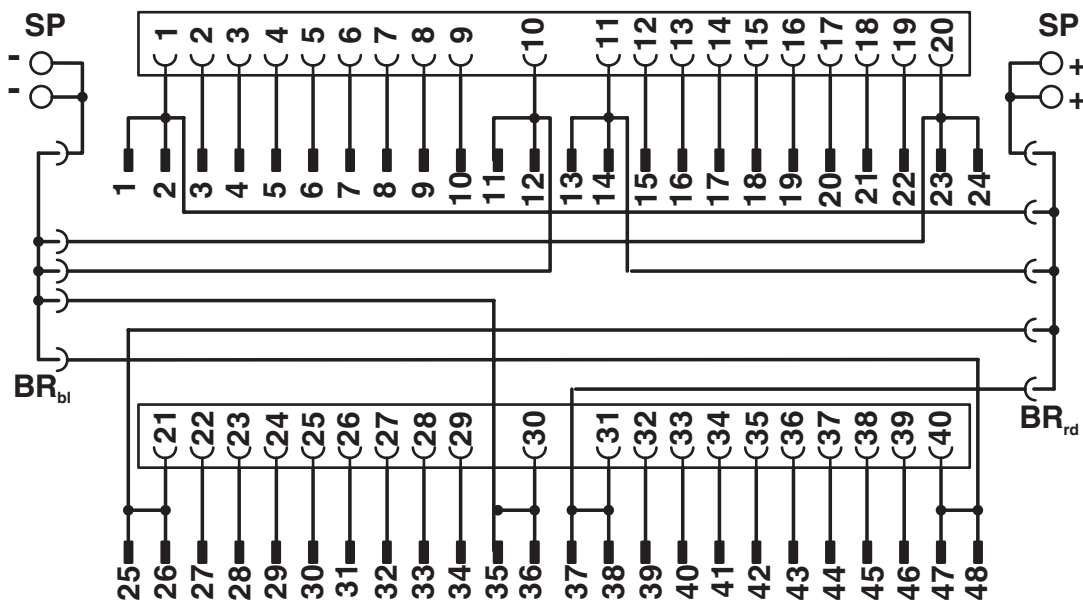 SP 1 2 3 4 5 6 7 8 9 10 11 12 13 14 15 16 17 18 19 20 SP
- +
- +
1 2 3 4 5 6 7 8 9 10 11 12 13 14 15 16 17 18 19 20 21 22 23 24
BRbl BRrd
21 22 23 24 25 26 27 28 29 30 31 32 33 34 35 36 37 38 39 40
25 26 27 28 29 30 31 32 33 34 35 36 37 38 39 40 41 42 43 44 45 46 47 48